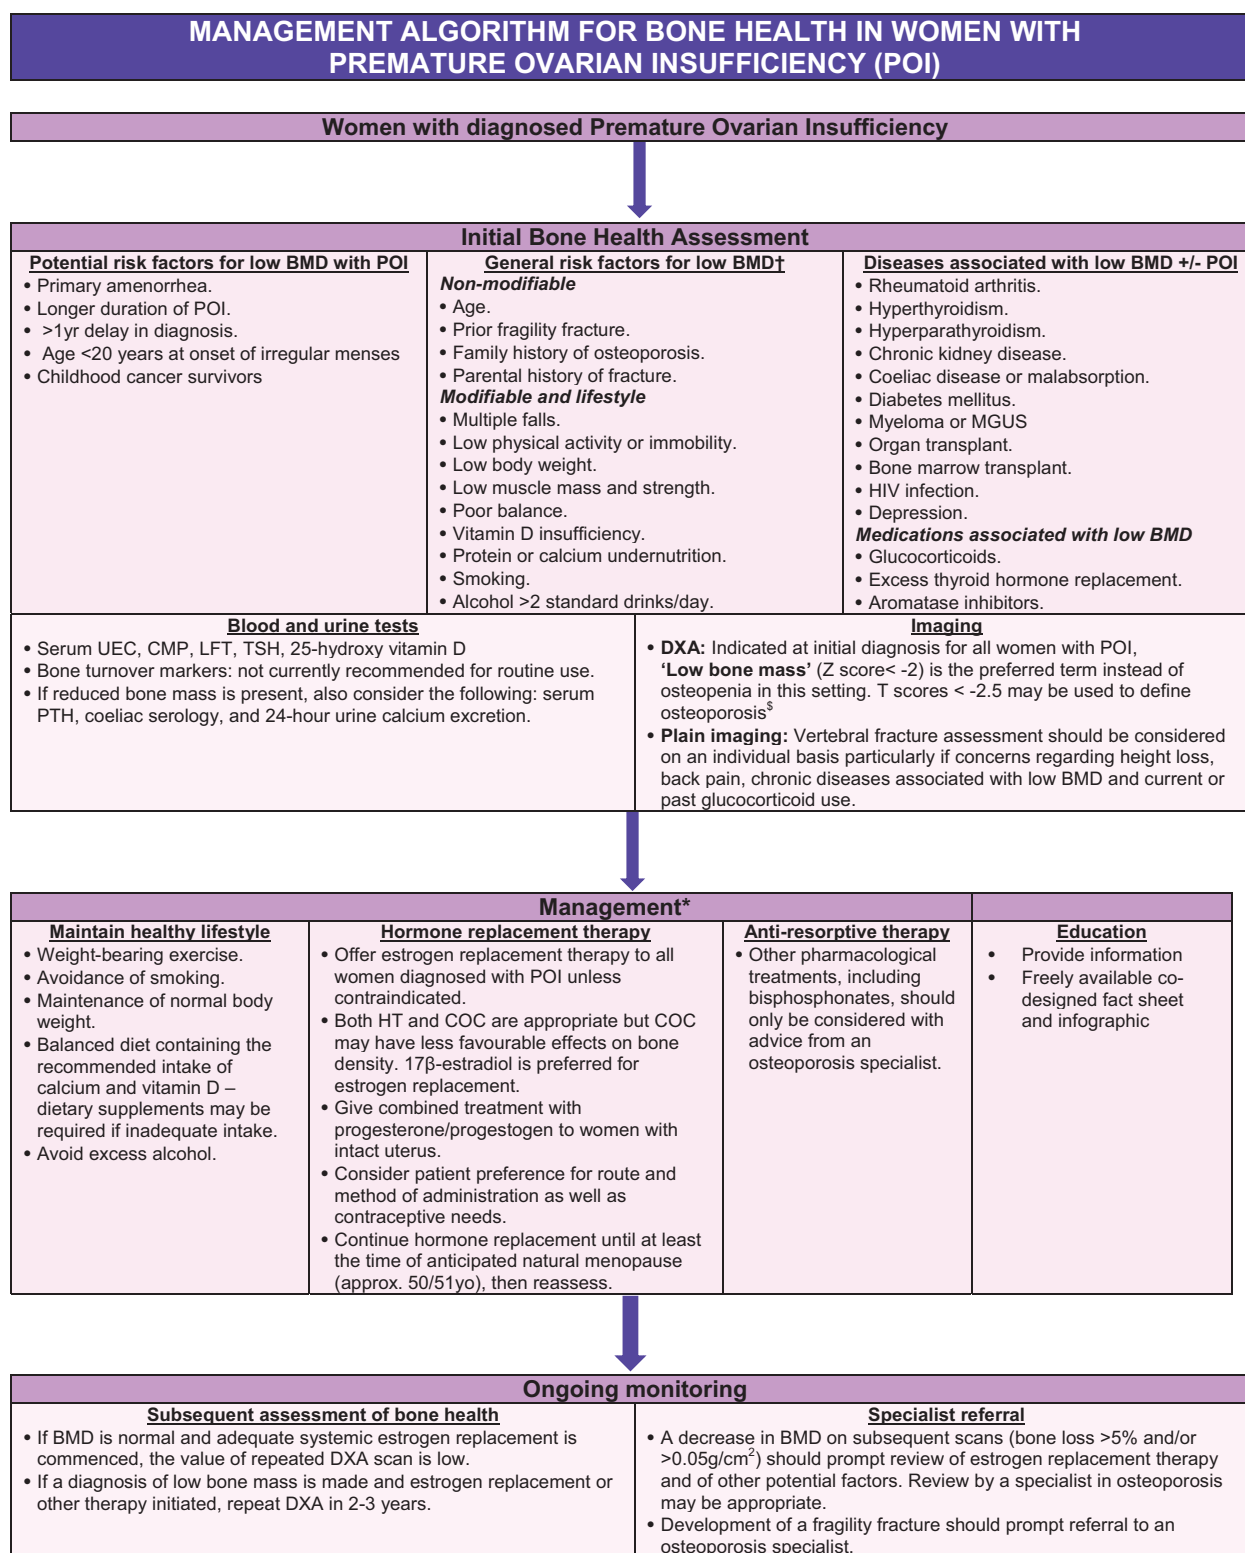 MANAGEMENT ALGORITHM FOR BONE HEALTH IN WOMEN WITH
PREMATURE OVARIAN INSUFFICIENCY (POI)
Women with diagnosed Premature Ovarian Insufficiency
Initial Bone Health Assessment
Potential risk factors for low BMD with POI
• Primary amenorrhea.
• Longer duration of POI.
• >1yr delay in diagnosis.
• Age <20 years at onset of irregular menses
• Childhood cancer survivors
General risk factors for low BMD†
Non-modifiable
• Age.
• Prior fragility fracture.
• Family history of osteoporosis.
• Parental history of fracture.
Modifiable and lifestyle
• Multiple falls.
• Low physical activity or immobility.
• Low body weight.
• Low muscle mass and strength.
• Poor balance.
• Vitamin D insufficiency.
• Protein or calcium undernutrition.
• Smoking.
• Alcohol >2 standard drinks/day.
Diseases associated with low BMD +/- POI
• Rheumatoid arthritis.
• Hyperthyroidism.
• Hyperparathyroidism.
• Chronic kidney disease.
• Coeliac disease or malabsorption.
• Diabetes mellitus.
• Myeloma or MGUS
• Organ transplant.
• Bone marrow transplant.
• HIV infection.
• Depression.
Medications associated with low BMD
• Glucocorticoids.
• Excess thyroid hormone replacement.
• Aromatase inhibitors.
Blood and urine tests
• Serum UEC, CMP, LFT, TSH, 25-hydroxy vitamin D
• Bone turnover markers: not currently recommended for routine use.
• If reduced bone mass is present, also consider the following: serum
PTH, coeliac serology, and 24-hour urine calcium excretion.
Imaging
• DXA: Indicated at initial diagnosis for all women with POI,
‘Low bone mass’ (Z score< -2) is the preferred term instead of
osteopenia in this setting. T scores < -2.5 may be used to define
osteoporosis$
• Plain imaging: Vertebral fracture assessment should be considered
on an individual basis particularly if concerns regarding height loss,
back pain, chronic diseases associated with low BMD and current or
past glucocorticoid use.
Management*
Maintain healthy lifestyle
• Weight-bearing exercise.
• Avoidance of smoking.
• Maintenance of normal body
weight.
• Balanced diet containing the
recommended intake of
calcium and vitamin D –
dietary supplements may be
required if inadequate intake.
• Avoid excess alcohol.
Hormone replacement therapy
• Offer estrogen replacement therapy to all
women diagnosed with POI unless
contraindicated.
• Both HT and COC are appropriate but COC
may have less favourable effects on bone
density. 17β-estradiol is preferred for
estrogen replacement.
• Give combined treatment with
progesterone/progestogen to women with
intact uterus.
• Consider patient preference for route and
method of administration as well as
contraceptive needs.
• Continue hormone replacement until at least
the time of anticipated natural menopause
(approx. 50/51yo), then reassess.
Anti-resorptive therapy
• Other pharmacological
treatments, including
bisphosphonates, should
only be considered with
advice from an
osteoporosis specialist.
Education
• Provide information
• Freely available co-
designed fact sheet
and infographic
Ongoing monitoring
Subsequent assessment of bone health
• If BMD is normal and adequate systemic estrogen replacement is
commenced, the value of repeated DXA scan is low.
• If a diagnosis of low bone mass is made and estrogen replacement or
other therapy initiated, repeat DXA in 2-3 years.
Specialist referral
• A decrease in BMD on subsequent scans (bone loss >5% and/or
>0.05g/cm2) should prompt review of estrogen replacement therapy
and of other potential factors. Review by a specialist in osteoporosis
may be appropriate.
• Development of a fragility fracture should prompt referral to an
osteoporosis specialist.